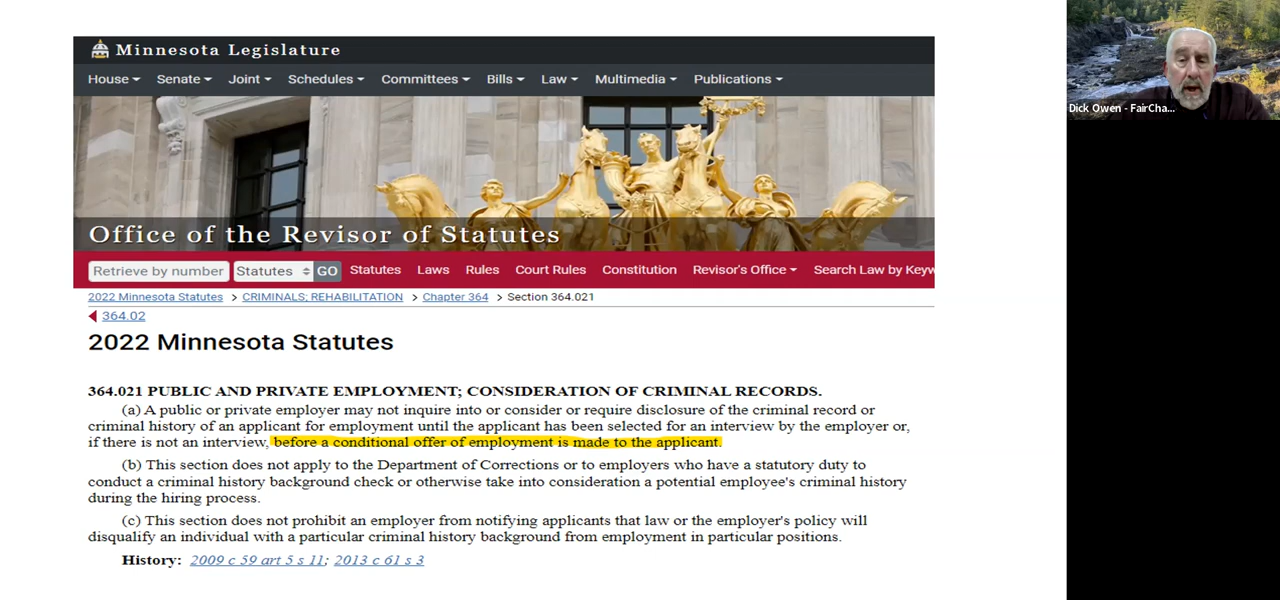 Minnesota Legislature
House Senate Joint Schedules Committees Bills Law Multimedia Publications
Dick Owen - FairCha...
Office of the Revisor of Statutes
Retrieve by number Statutes GO Statutes Laws Rules Court Rules Constitution Revisor's Office Search Law by Keyw
2022 Minnesota Statutes > CRIMINALS; REHABILITATION > Chapter 364 > Section 364.021
364.02
2022 Minnesota Statutes
364.021 PUBLIC AND PRIVATE EMPLOYMENT; CONSIDERATION OF CRIMINAL RECORDS.
(a) A public or private employer may not inquire into or consider or require disclosure of the criminal record or
criminal history of an applicant for employment until the applicant has been selected for an interview by the employer or,
if there is not an interview, before a conditional offer of employment is made to the applicant.
(b) This section does not apply to the Department of Corrections or to employers who have a statutory duty to
conduct a criminal history background check or otherwise take into consideration a potential employee's criminal history
during the hiring process.
(c) This section does not prohibit an employer from notifying applicants that law or the employer's policy will
disqualify an individual with a particular criminal history background from employment in particular positions.
History: 2009 c 59 art 5 s 11; 2013 c 61 s 3